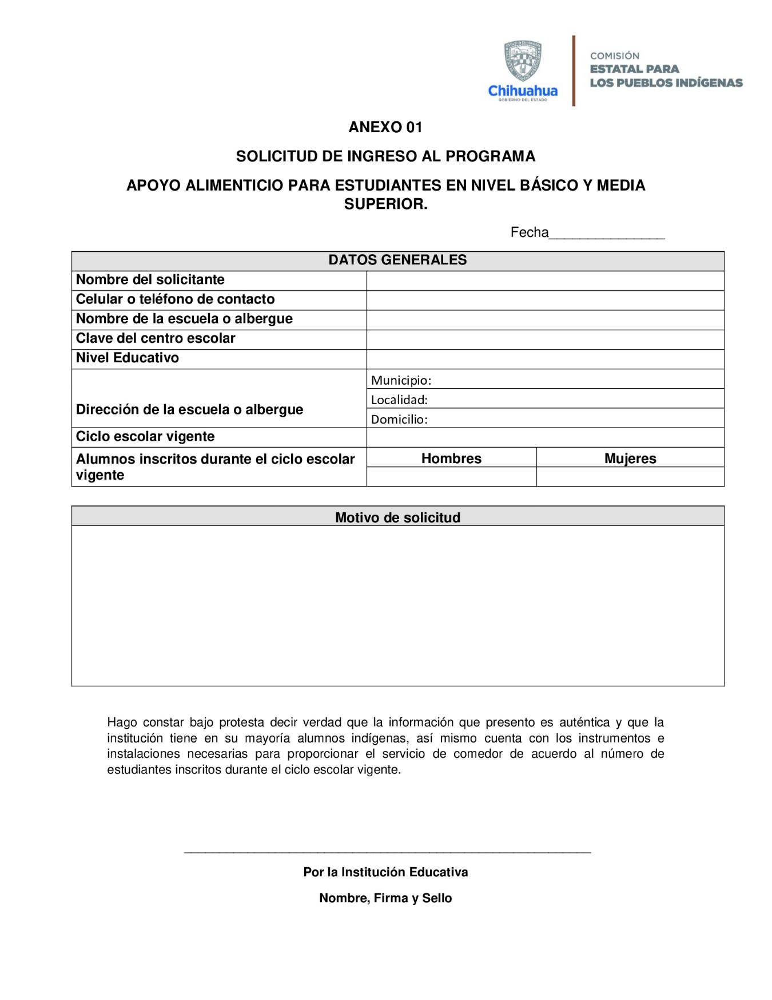 Chihuahua
GOBIERNO DEL ESTADO
COMISIÓN
ESTATAL PARA
LOS PUEBLOS INDÍGENAS
ANEXO 01
SOLICITUD DE INGRESO AL PROGRAMA
APOYO ALIMENTICIO PARA ESTUDIANTES EN NIVEL BÁSICO Y MEDIA
SUPERIOR.
Fecha_______________
DATOS GENERALES
Nombre del solicitante
Celular o teléfono de contacto
Nombre de la escuela o albergue
Clave del centro escolar
Nivel Educativo
Dirección de la escuela o albergue
Municipio:
Localidad:
Domicilio:
Ciclo escolar vigente
Alumnos inscritos durante el ciclo escolar
vigente
Hombres
Mujeres
Motivo de solicitud
Hago constar bajo protesta decir verdad que la información que presento es auténtica y que la
institución tiene en su mayoría alumnos indígenas, así mismo cuenta con los instrumentos e
instalaciones necesarias para proporcionar el servicio de comedor de acuerdo al número de
estudiantes inscritos durante el ciclo escolar vigente.
Por la Institución Educativa
Nombre, Firma y Sello